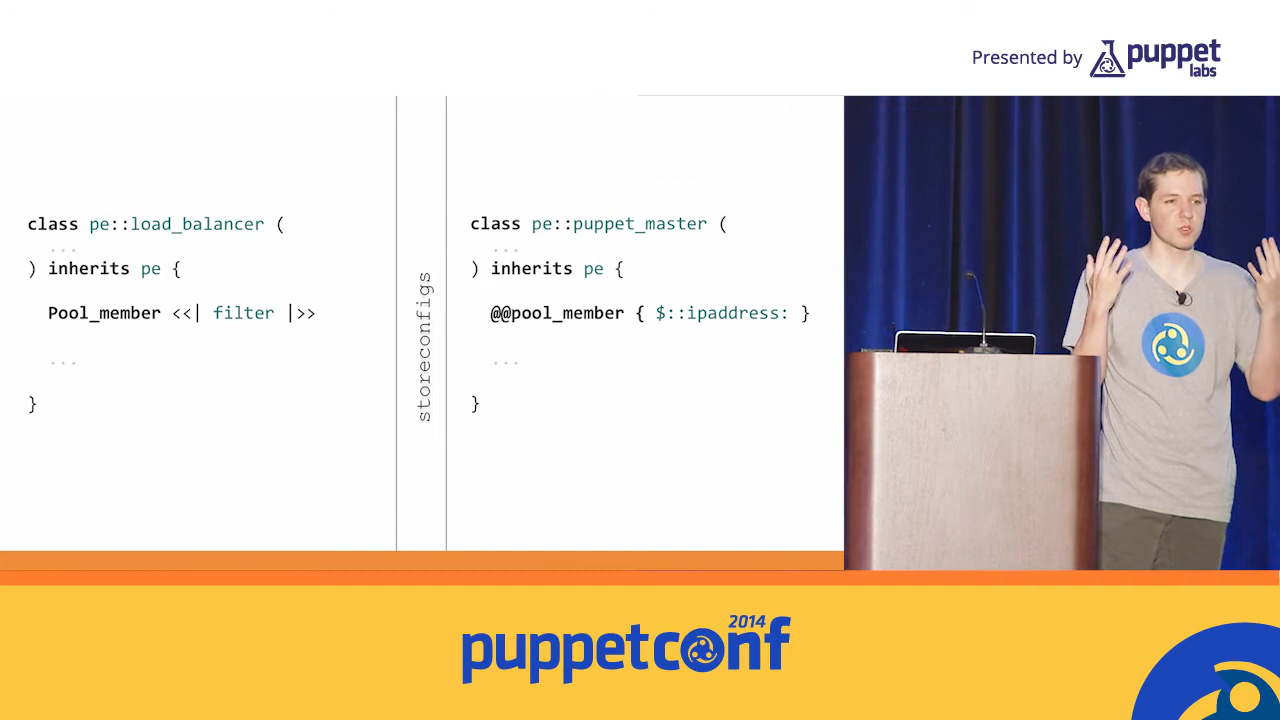 Presented by puppet labs
class pe::load_balancer (
...
) inherits pe {
Pool_member <<| filter |>>
...
}
storeconfigs
class pe::puppet_master (
...
) inherits pe {
@@pool_member { $::ipaddress: }
...
}
puppetconf 2014